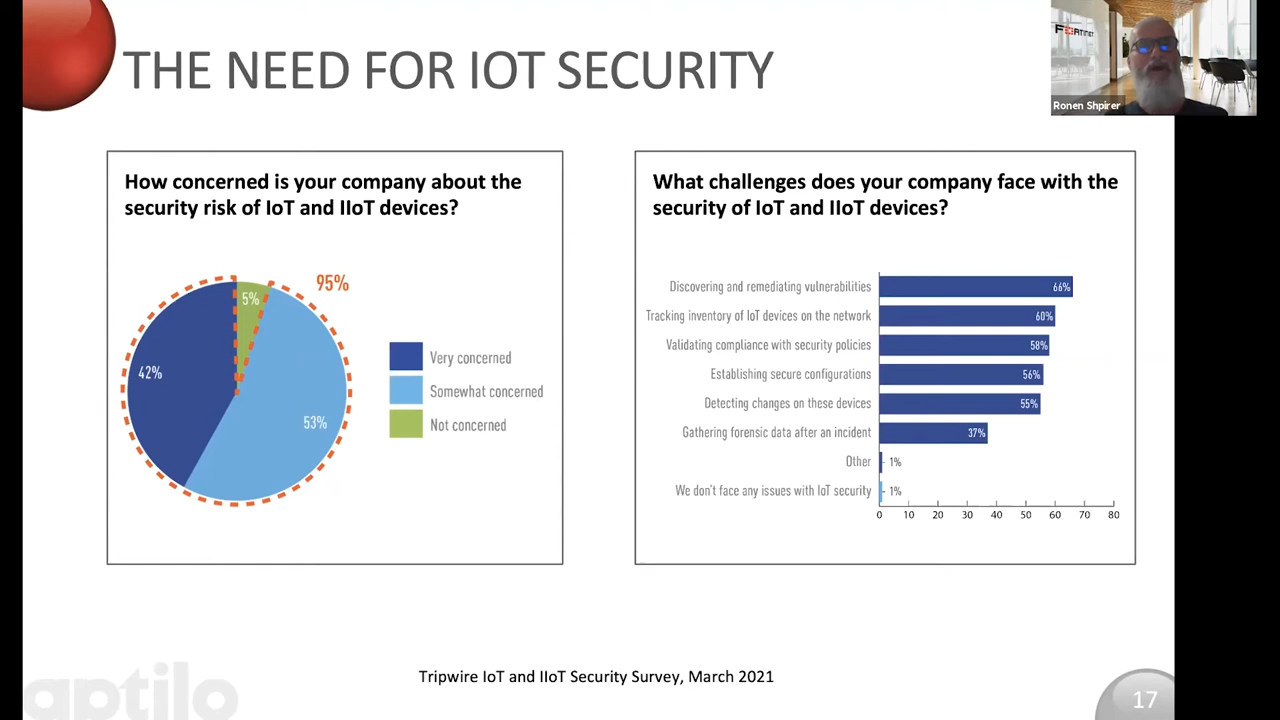 THE NEED FOR IOT SECURITY
FORTINET
Ronen Shpirer
How concerned is your company about the
security risk of IoT and IIoT devices?
95%
5%
42%
53%
Very concerned
Somewhat concerned
Not concerned
What challenges does your company face with the
security of IoT and IIoT devices?
Discovering and remediating vulnerabilities 66%
Tracking inventory of IoT devices on the network 60%
Validating compliance with security policies 58%
Establishing secure configurations 56%
Detecting changes on these devices 55%
Gathering forensic data after an incident 37%
Other 1%
We don't face any issues with IoT security 1%
0 10 20 30 40 50 60 70 80
Tripwire IoT and IIoT Security Survey, March 2021
aptilo
17